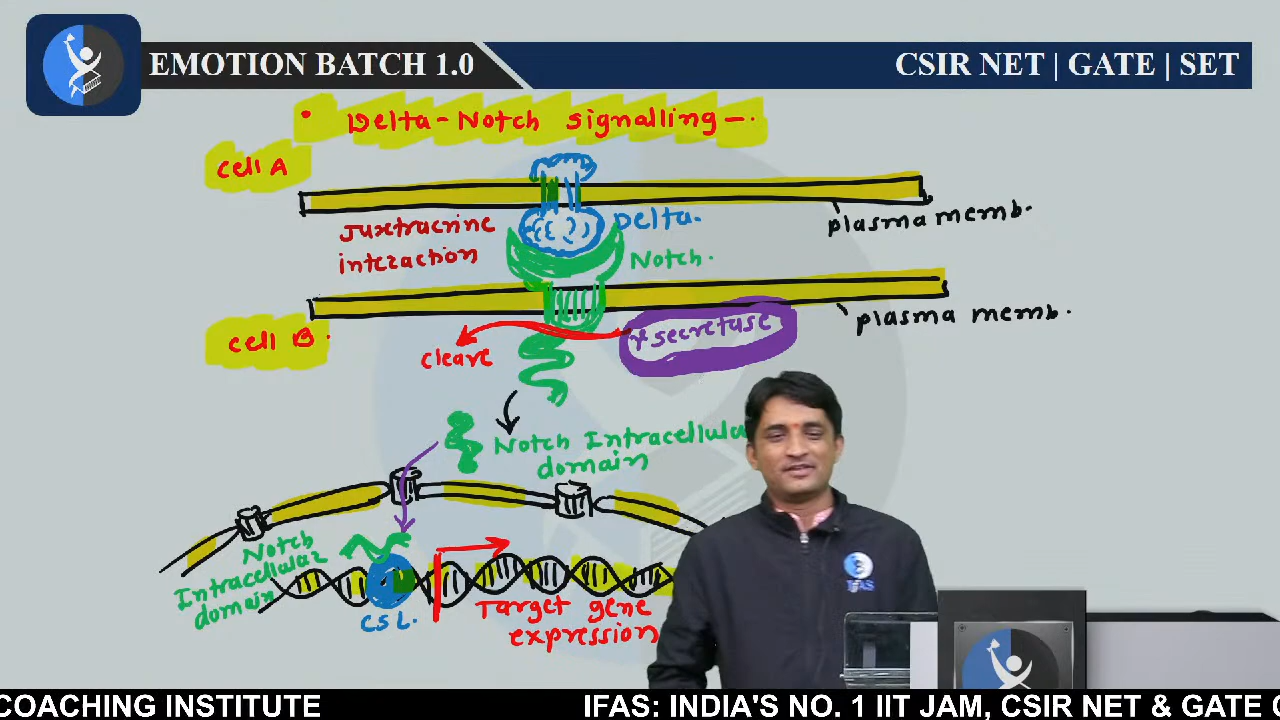 EMOTION BATCH 1.0
CSIR NET | GATE | SET
• Delta-Notch signalling -.
Cell A
Juxtracrine
interaction
Delta.
Notch.
plasma memb.
cell B.
plasma memb.
γ secretase
cleave
Notch Intracellula
domain
Notch
Intracellular
domain
CSL.
Target gene
expression
IFAS
COACHING INSTITUTE
IFAS: INDIA'S NO. 1 IIT JAM, CSIR NET & GATE